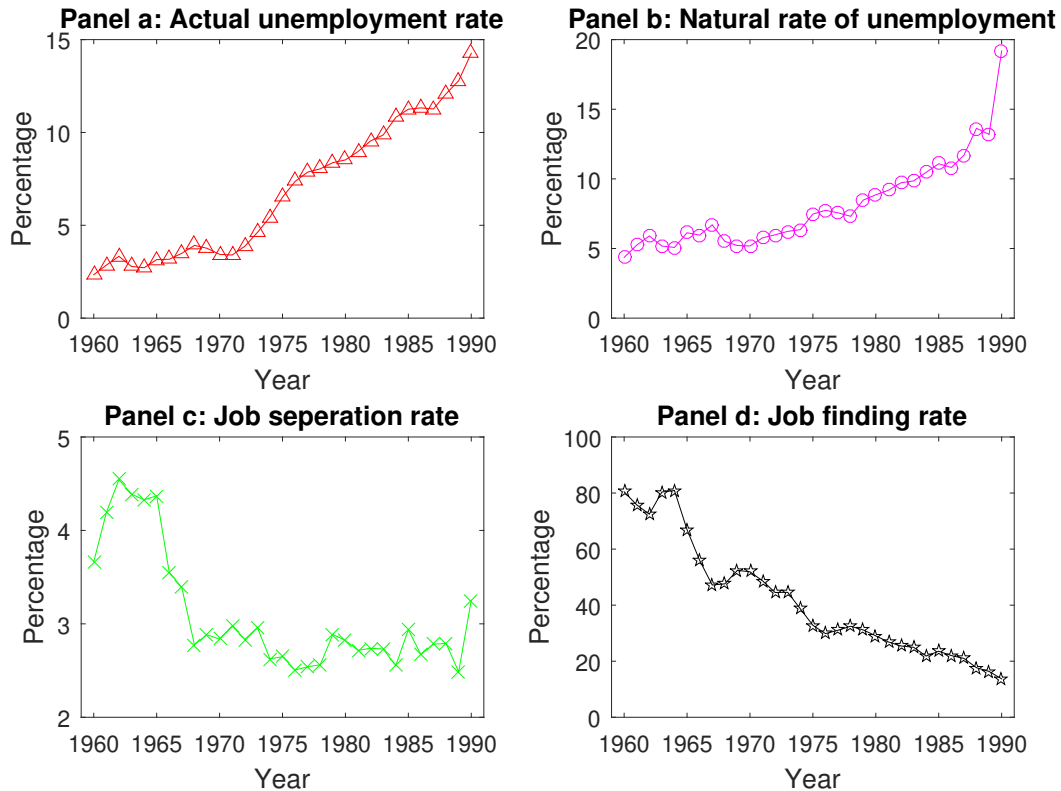 Panel a: Actual unemployment rate
15
10
5
0
Percentage
1960 1965 1970 1975 1980 1985 1990
Year
Panel b: Natural rate of unemployment
20
15
10
5
0
Percentage
1960 1965 1970 1975 1980 1985 1990
Year
Panel c: Job seperation rate
5
4
3
2
Percentage
1960 1965 1970 1975 1980 1985 1990
Year
Panel d: Job finding rate
100
80
60
40
20
0
Percentage
1960 1965 1970 1975 1980 1985 1990
Year